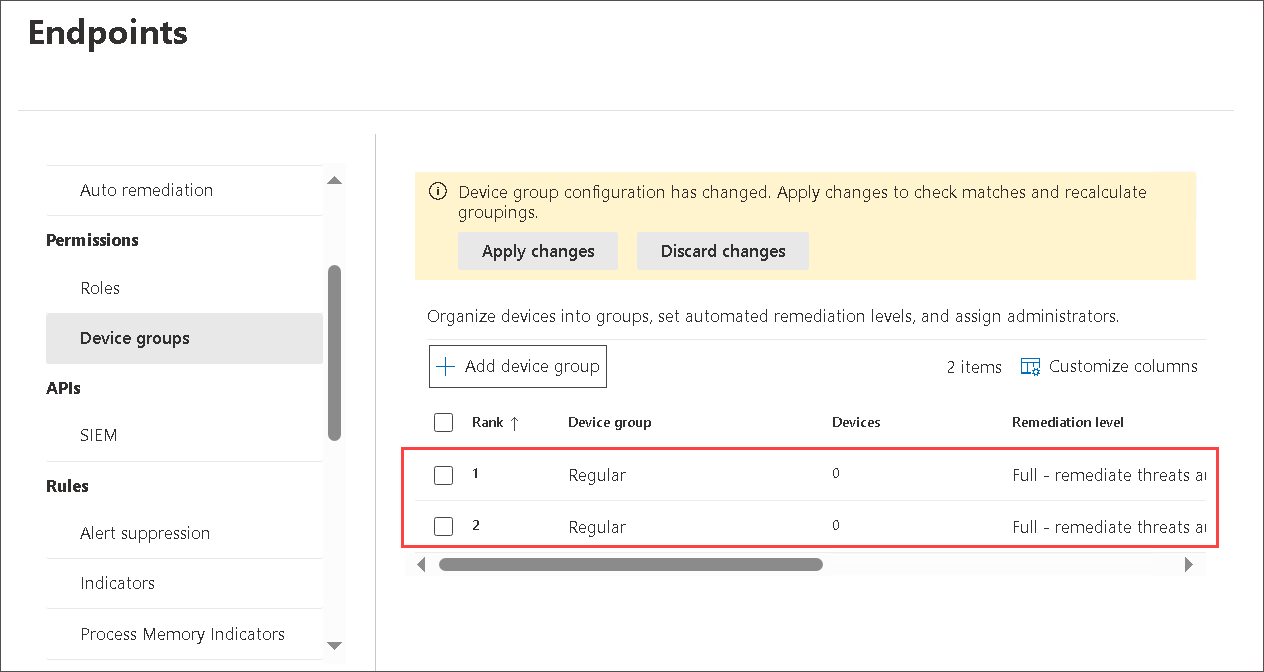 Endpoints
Auto remediation
Permissions
Roles
Device groups
APIs
SIEM
Rules
Alert suppression
Indicators
Process Memory Indicators
Device group configuration has changed. Apply changes to check matches and recalculate
groupings.
Apply changes Discard changes
Organize devices into groups, set automated remediation levels, and assign administrators.
Add device group 2 items Customize columns
Rank ↑ Device group Devices Remediation level
1 Regular 0 Full - remediate threats
2 Regular 0 Full - remediate threats